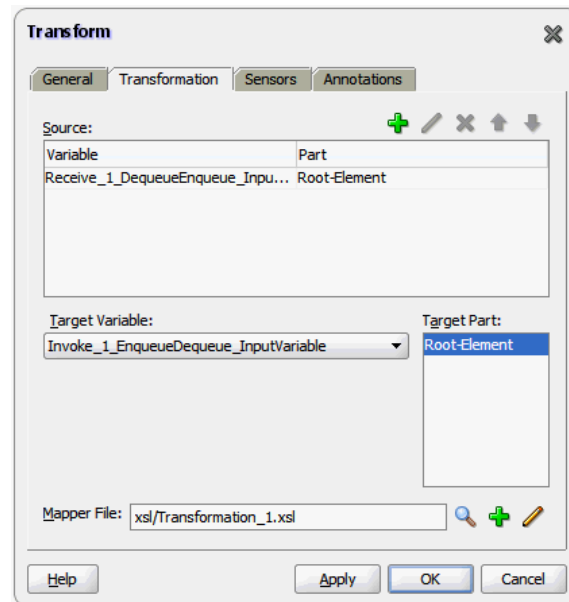 Transform
General Transformation Sensors Annotations
Source:
Variable Part
Receive_1_DequeueEnqueue_Inpu... Root-Element
Target Variable: Target Part:
Invoke_1_EnqueueDequeue_InputVariable Root-Element
Mapper File: xsl/Transformation_1.xsl
Help Apply OK Cancel